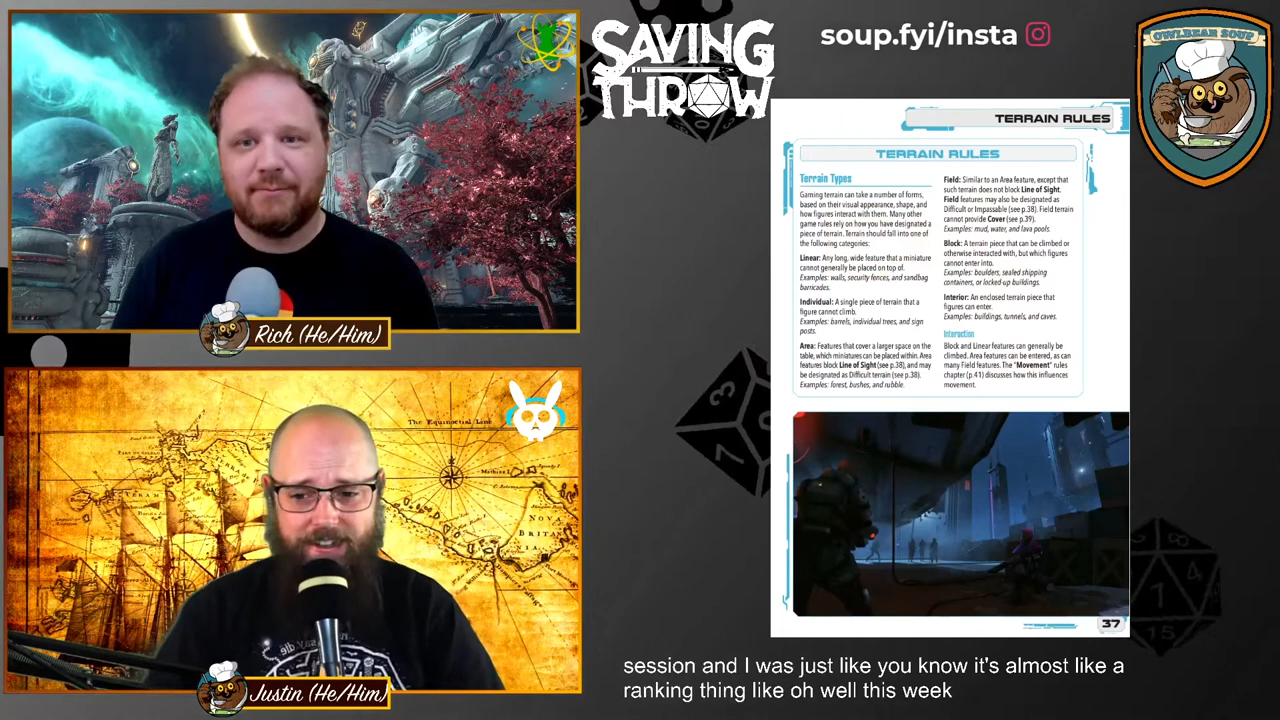 SAVING
THROW
soup.fyi/insta
OWLBEAR SOUP
TERRAIN RULES
TERRAIN RULES
Terrain Types
Gaming terrain can take a number of forms,
based on their visual appearance, shape, and
how figures interact with them. Many other
game rules rely on how you have designated a
piece of terrain. Terrain should fall into one of
the following categories:
Linear: Any long, wide feature that a miniature
cannot generally be placed on top of.
Examples: walls, security fences, and sandbag
barricades.
Individual: A single piece of terrain that a
figure cannot climb.
Examples: barrels, individual trees, and sign
posts.
Area: Features that cover a larger space on the
table, which miniatures can be placed within. Area
features block Line of Sight (see p.38), and may
be designated as Difficult terrain (see p.38).
Examples: forest, bushes, and rubble.
Field: Similar to an Area feature, except that
such terrain does not block Line of Sight.
Field features may also be designated as
Difficult or Impassable (see p.38). Field terrain
cannot provide Cover (see p.39).
Examples: mud, water, and lava pools.
Block: A terrain piece that can be climbed or
otherwise interacted with, but which figures
cannot enter into.
Examples: boulders, sealed shipping
containers, or locked-up buildings.
Interior: An enclosed terrain piece that
figures can enter.
Examples: buildings, tunnels, and caves.
Interaction
Block and Linear features can generally be
climbed. Area features can be entered, as can
many Field features. The "Movement" rules
chapter (p.41) discusses how this influences
movement.
37
Rich (He/Him)
The Equinoctial Line
NOVA
BRITAN
NIA
Justin (He/Him)
session and I was just like you know it's almost like a
ranking thing like oh well this week